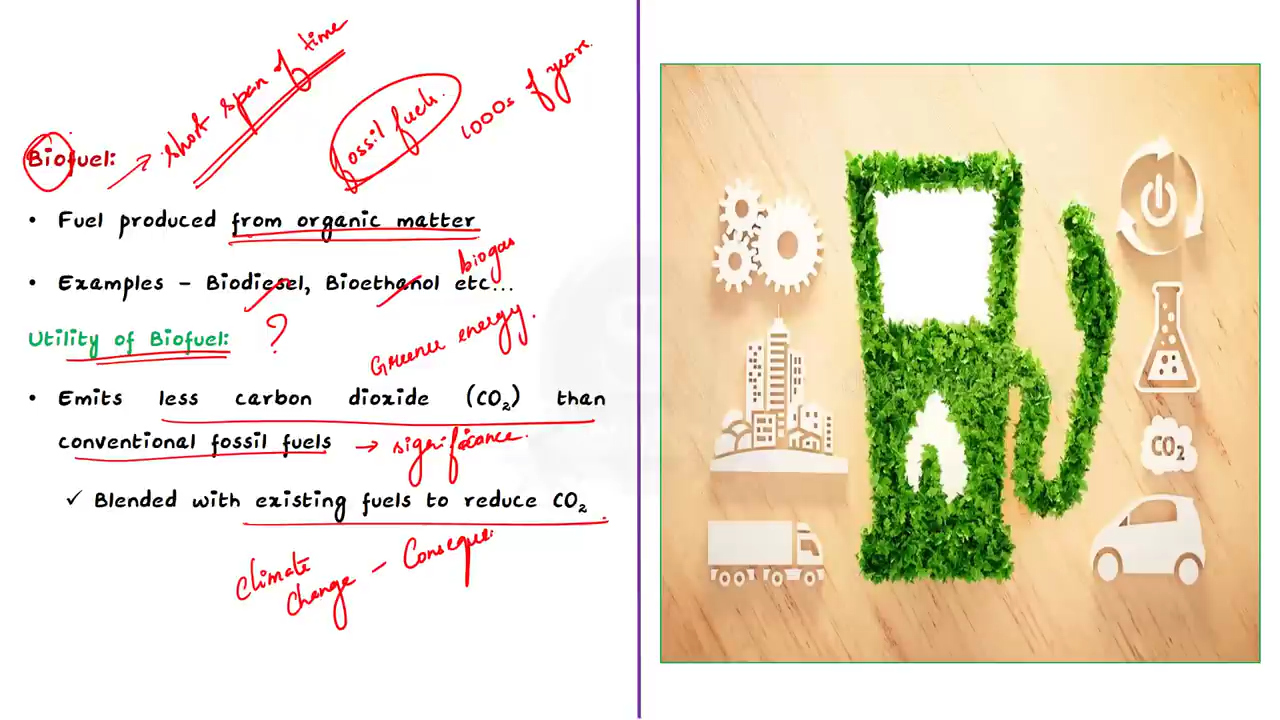 short span of time
fossil fuels.
1000s of years.
Biofuel:
• Fuel produced from organic matter
biogas
• Examples - Biodiesel, Bioethanol etc...
Utility of Biofuel: ?
Greener energy.
• Emits less carbon dioxide (CO₂) than
conventional fossil fuels → significance.
✓ Blended with existing fuels to reduce CO₂
Climate change - Conseque
CO₂